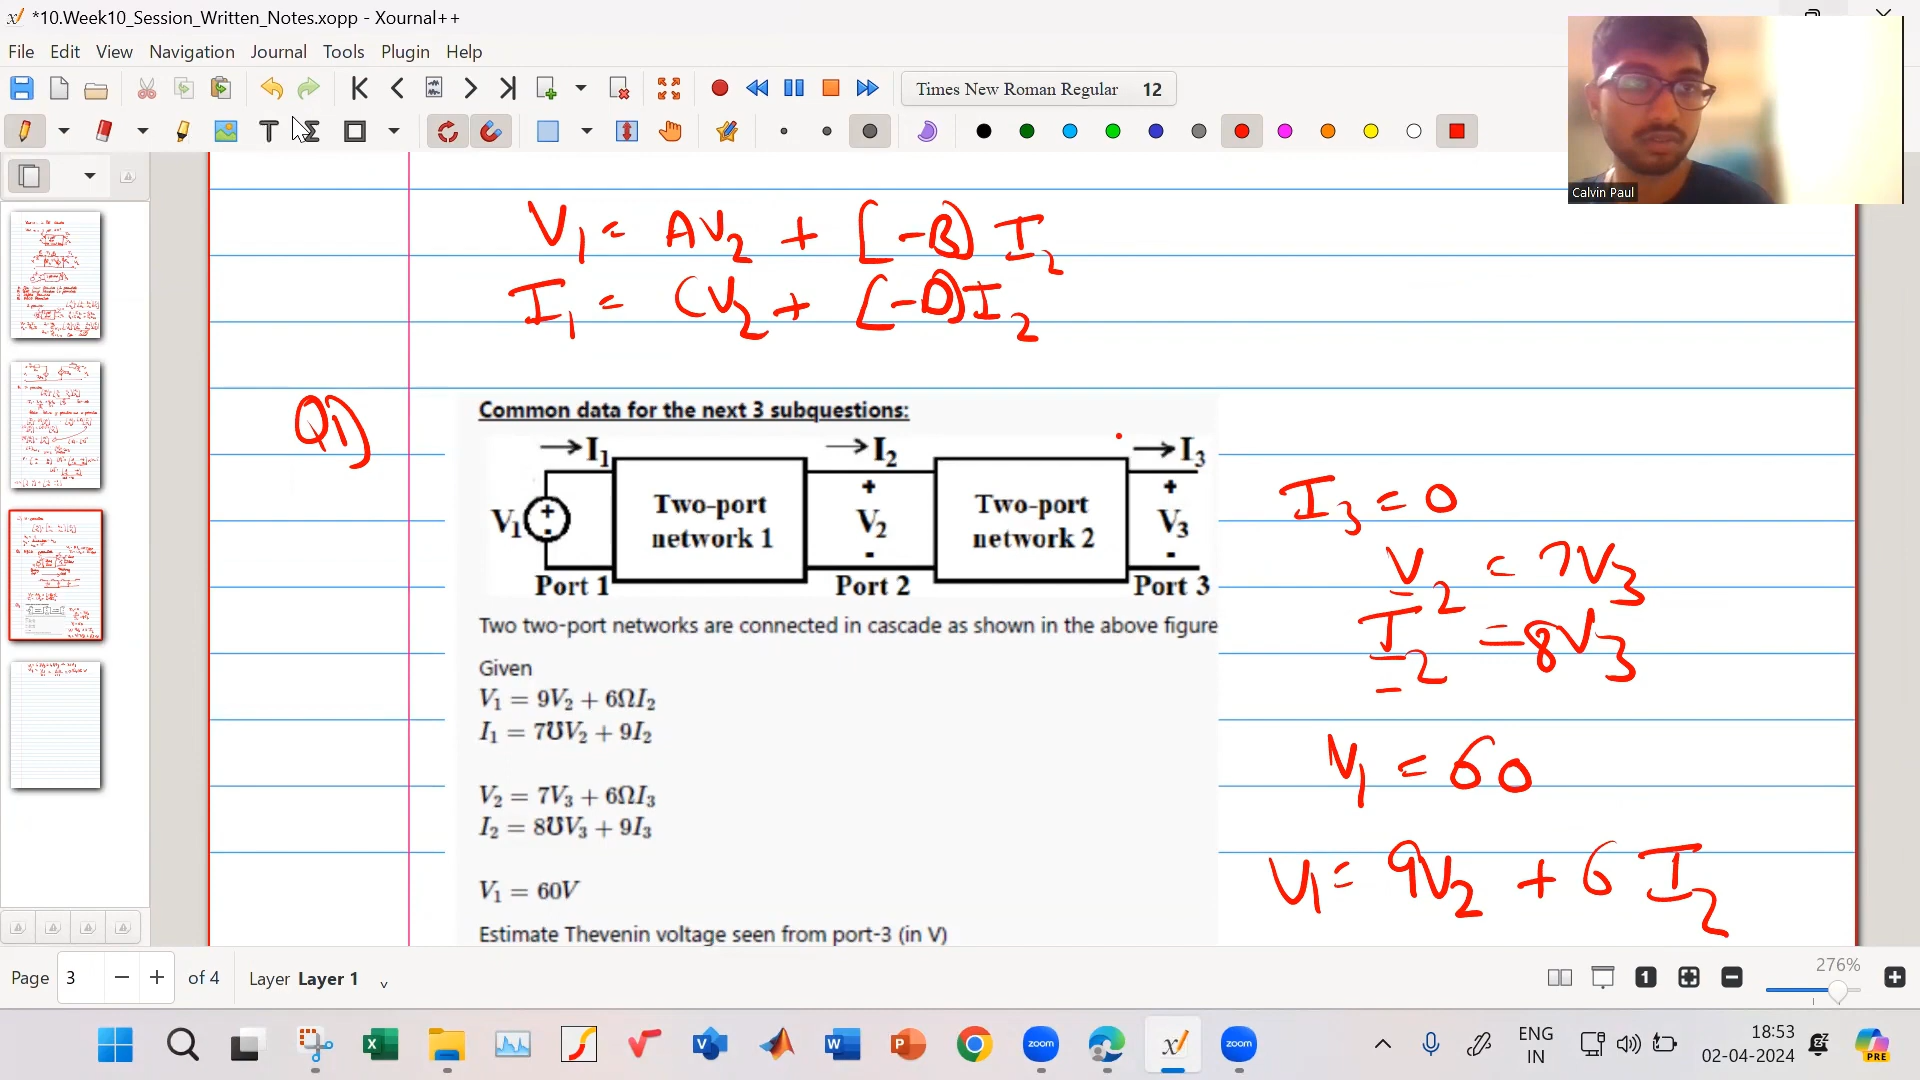 *10.Week10_Session_Written_Notes.xopp - Xournal++
File Edit View Navigation Journal Tools Plugin Help
Times New Roman Regular 12
Calvin Paul
V1 = AV2 + [-B] I2
I1 = CV2 + [-D] I2
Q1)
Common data for the next 3 subquestions:
→I1 →I2 →I3
V1 + - Two-port network 1 + V2 - Two-port network 2 + V3 -
Port 1 Port 2 Port 3
Two two-port networks are connected in cascade as shown in the above figure
Given
V1 = 9V2 + 6ΩI2
I1 = 7℧V2 + 9I2
V2 = 7V3 + 6ΩI3
I2 = 8℧V3 + 9I3
V1 = 60V
Estimate Thevenin voltage seen from port-3 (in V)
I3 = 0
V2 = 7V3
I2 = 8V3
V1 = 60
V1 = 9V2 + 6 I2
Page 3 of 4 Layer Layer 1
276%
zoom zoom
ENG
IN
18:53
02-04-2024
PRE